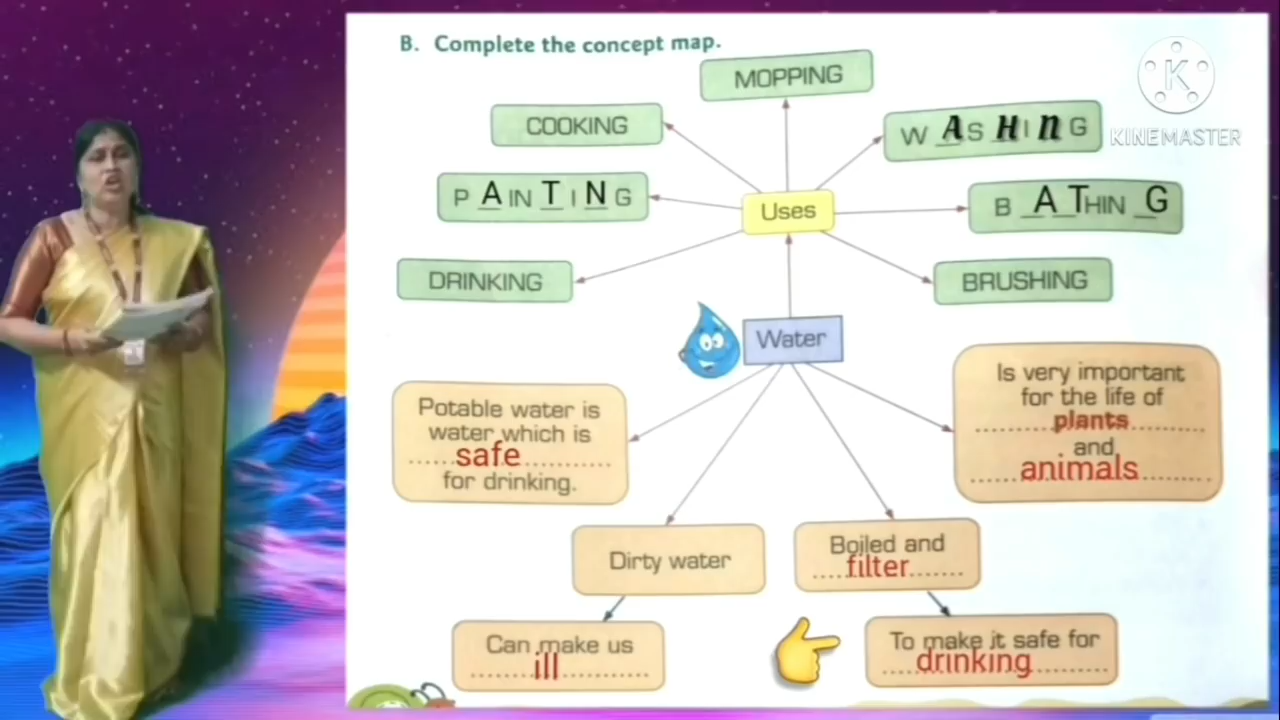 B. Complete the concept map.
MOPPING
COOKING
W A S H I n G
KINEMASTER
P A IN T I N G
Uses
B A THIN G
DRINKING
BRUSHING
Water
Potable water is
water which is
safe
for drinking.
Is very important
for the life of
plants
and
animals
Dirty water
Boiled and
filter
Can make us
ill
To make it safe for
drinking